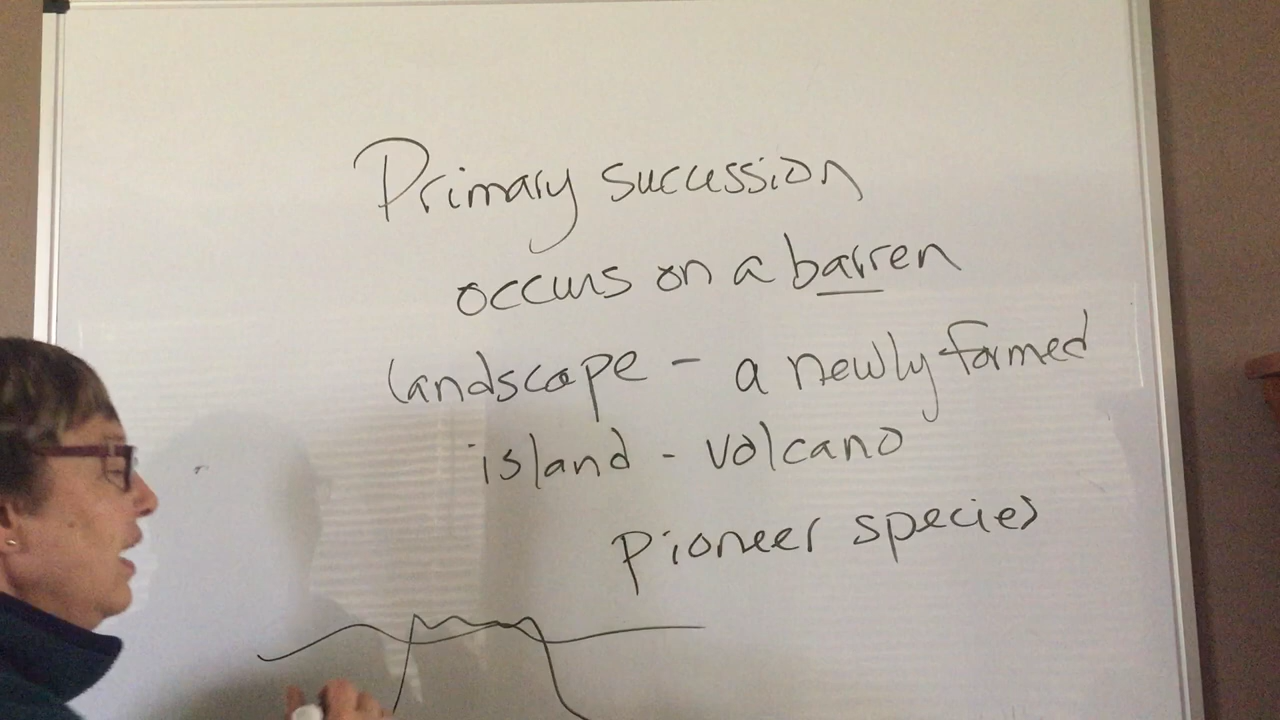 Primary succession
occurs on a barren
landscape - a newly formed
island - volcano
Pioneer species